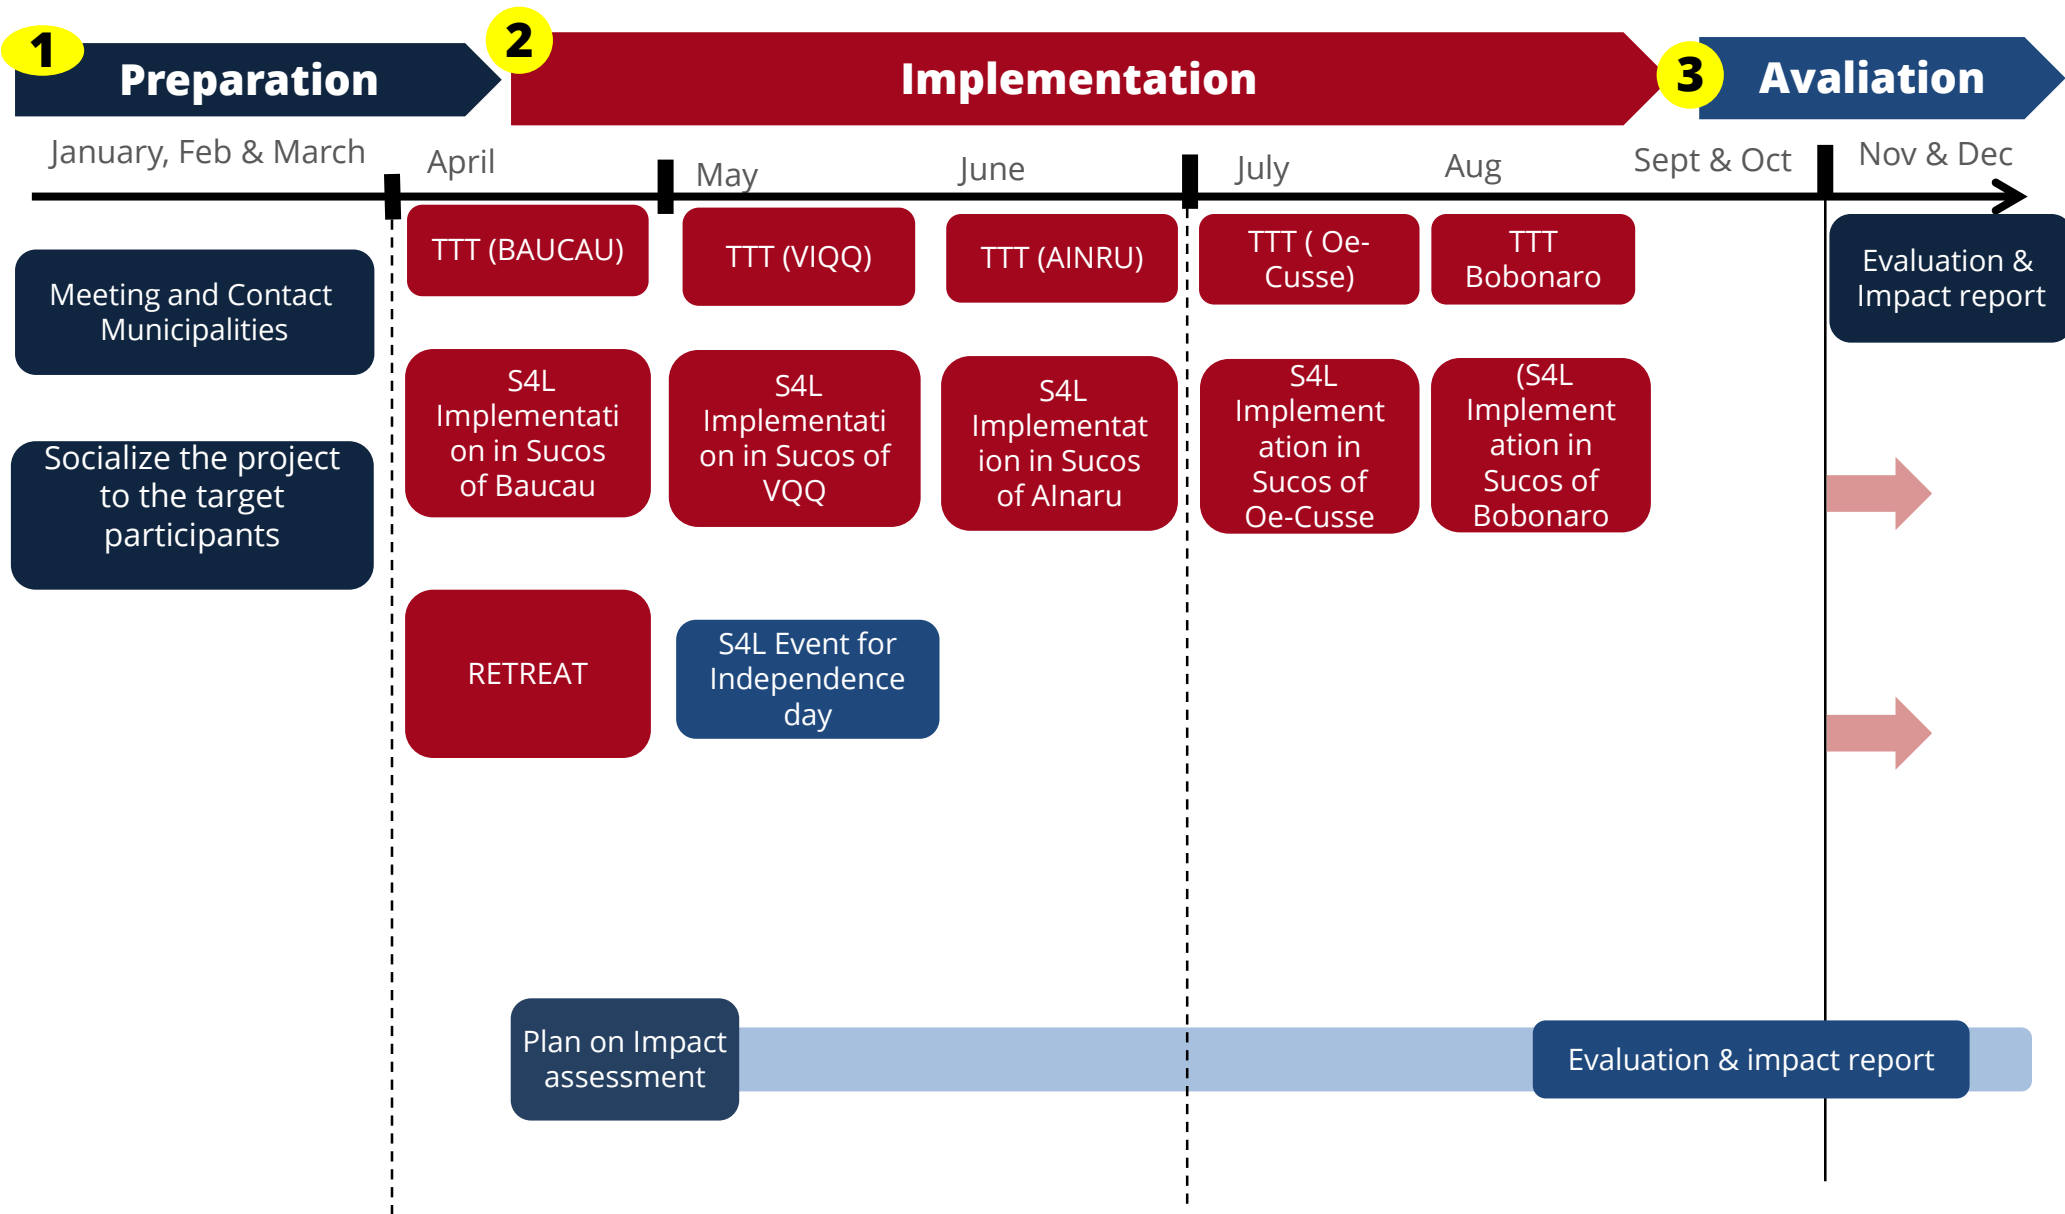 1
Preparation
2
Implementation
3
Avaliation
January, Feb & March
April
May
June
July
Aug
Sept & Oct
Nov & Dec
TTT (BAUCAU)
TTT (VIQQ)
TTT (AINRU)
TTT ( Oe-
Cusse)
TTT
Bobonaro
Evaluation &
Impact report
Meeting and Contact
Municipalities
S4L
Implementati
on in Sucos
of Baucau
S4L
Implementati
on in Sucos of
VQQ
S4L
Implementat
ion in Sucos
of AInaru
S4L
Implement
ation in
Sucos of
Oe-Cusse
(S4L
Implement
ation in
Sucos of
Bobonaro
Socialize the project
to the target
participants
RETREAT
S4L Event for
Independence
day
Plan on Impact
assessment
Evaluation & impact report